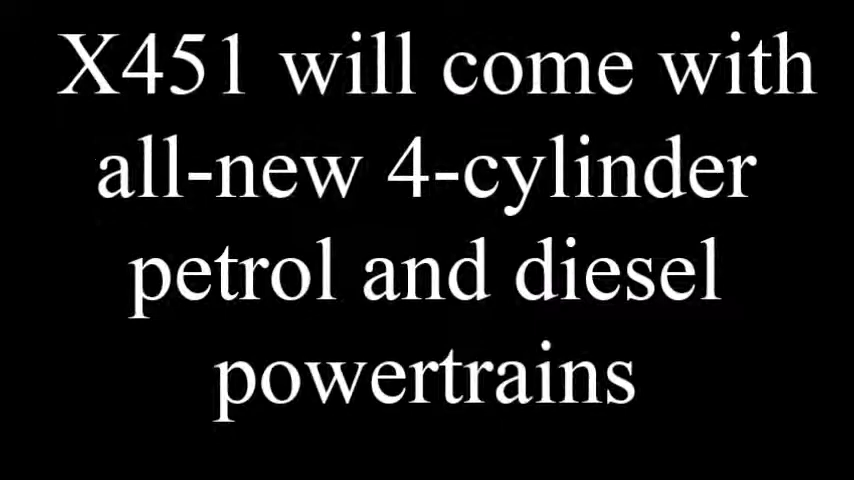 X451 will come with
all-new 4-cylinder
petrol and diesel
powertrains